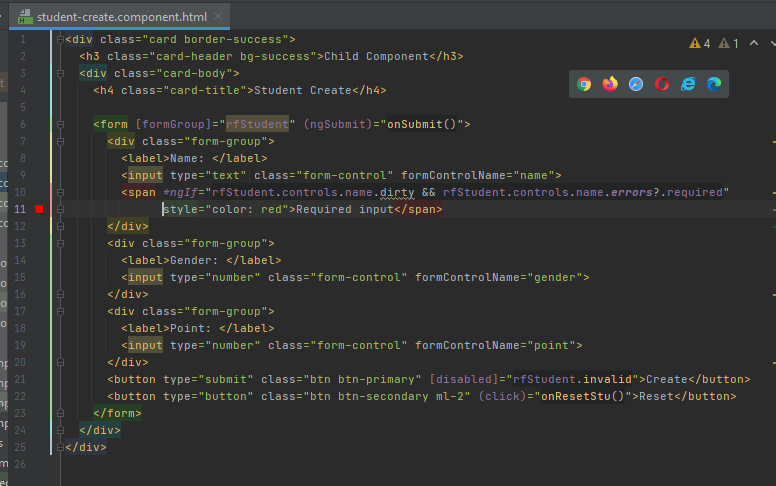 student-create.component.html
4 1
1 <div class="card border-success">
2 <h3 class="card-header bg-success">Child Component</h3>
3 <div class="card-body">
4 <h4 class="card-title">Student Create</h4>
5
6 <form [formGroup]="rfStudent" (ngSubmit)="onSubmit()">
7 <div class="form-group">
8 <label>Name: </label>
9 <input type="text" class="form-control" formControlName="name">
10 <span *ngIf="rfStudent.controls.name.dirty && rfStudent.controls.name.errors?.required"
11 style="color: red">Required input</span>
12 </div>
13 <div class="form-group">
14 <label>Gender: </label>
15 <input type="number" class="form-control" formControlName="gender">
16 </div>
17 <div class="form-group">
18 <label>Point: </label>
19 <input type="number" class="form-control" formControlName="point">
20 </div>
21 <button type="submit" class="btn btn-primary" [disabled]="rfStudent.invalid">Create</button>
22 <button type="button" class="btn btn-secondary ml-2" (click)="onResetStu()">Reset</button>
23 </form>
24 </div>
25 </div>
26